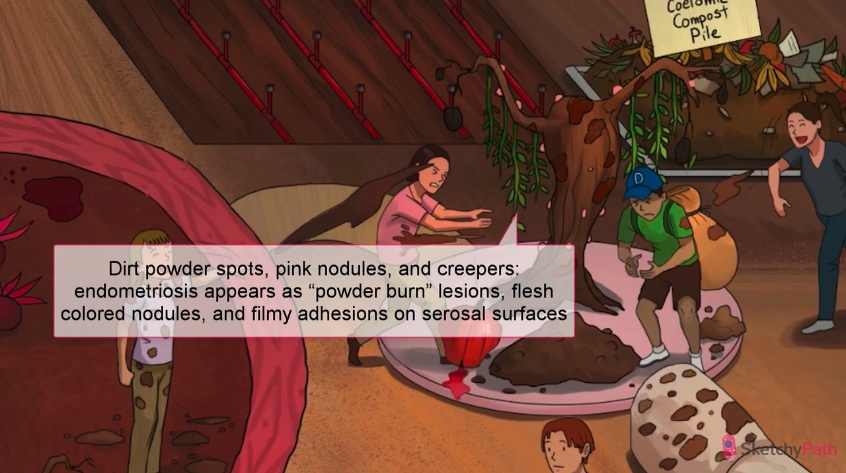 Coelomic
Compost
Pile
D
Dirt powder spots, pink nodules, and creepers:
endometriosis appears as “powder burn” lesions, flesh
colored nodules, and filmy adhesions on serosal surfaces
SketchyPath